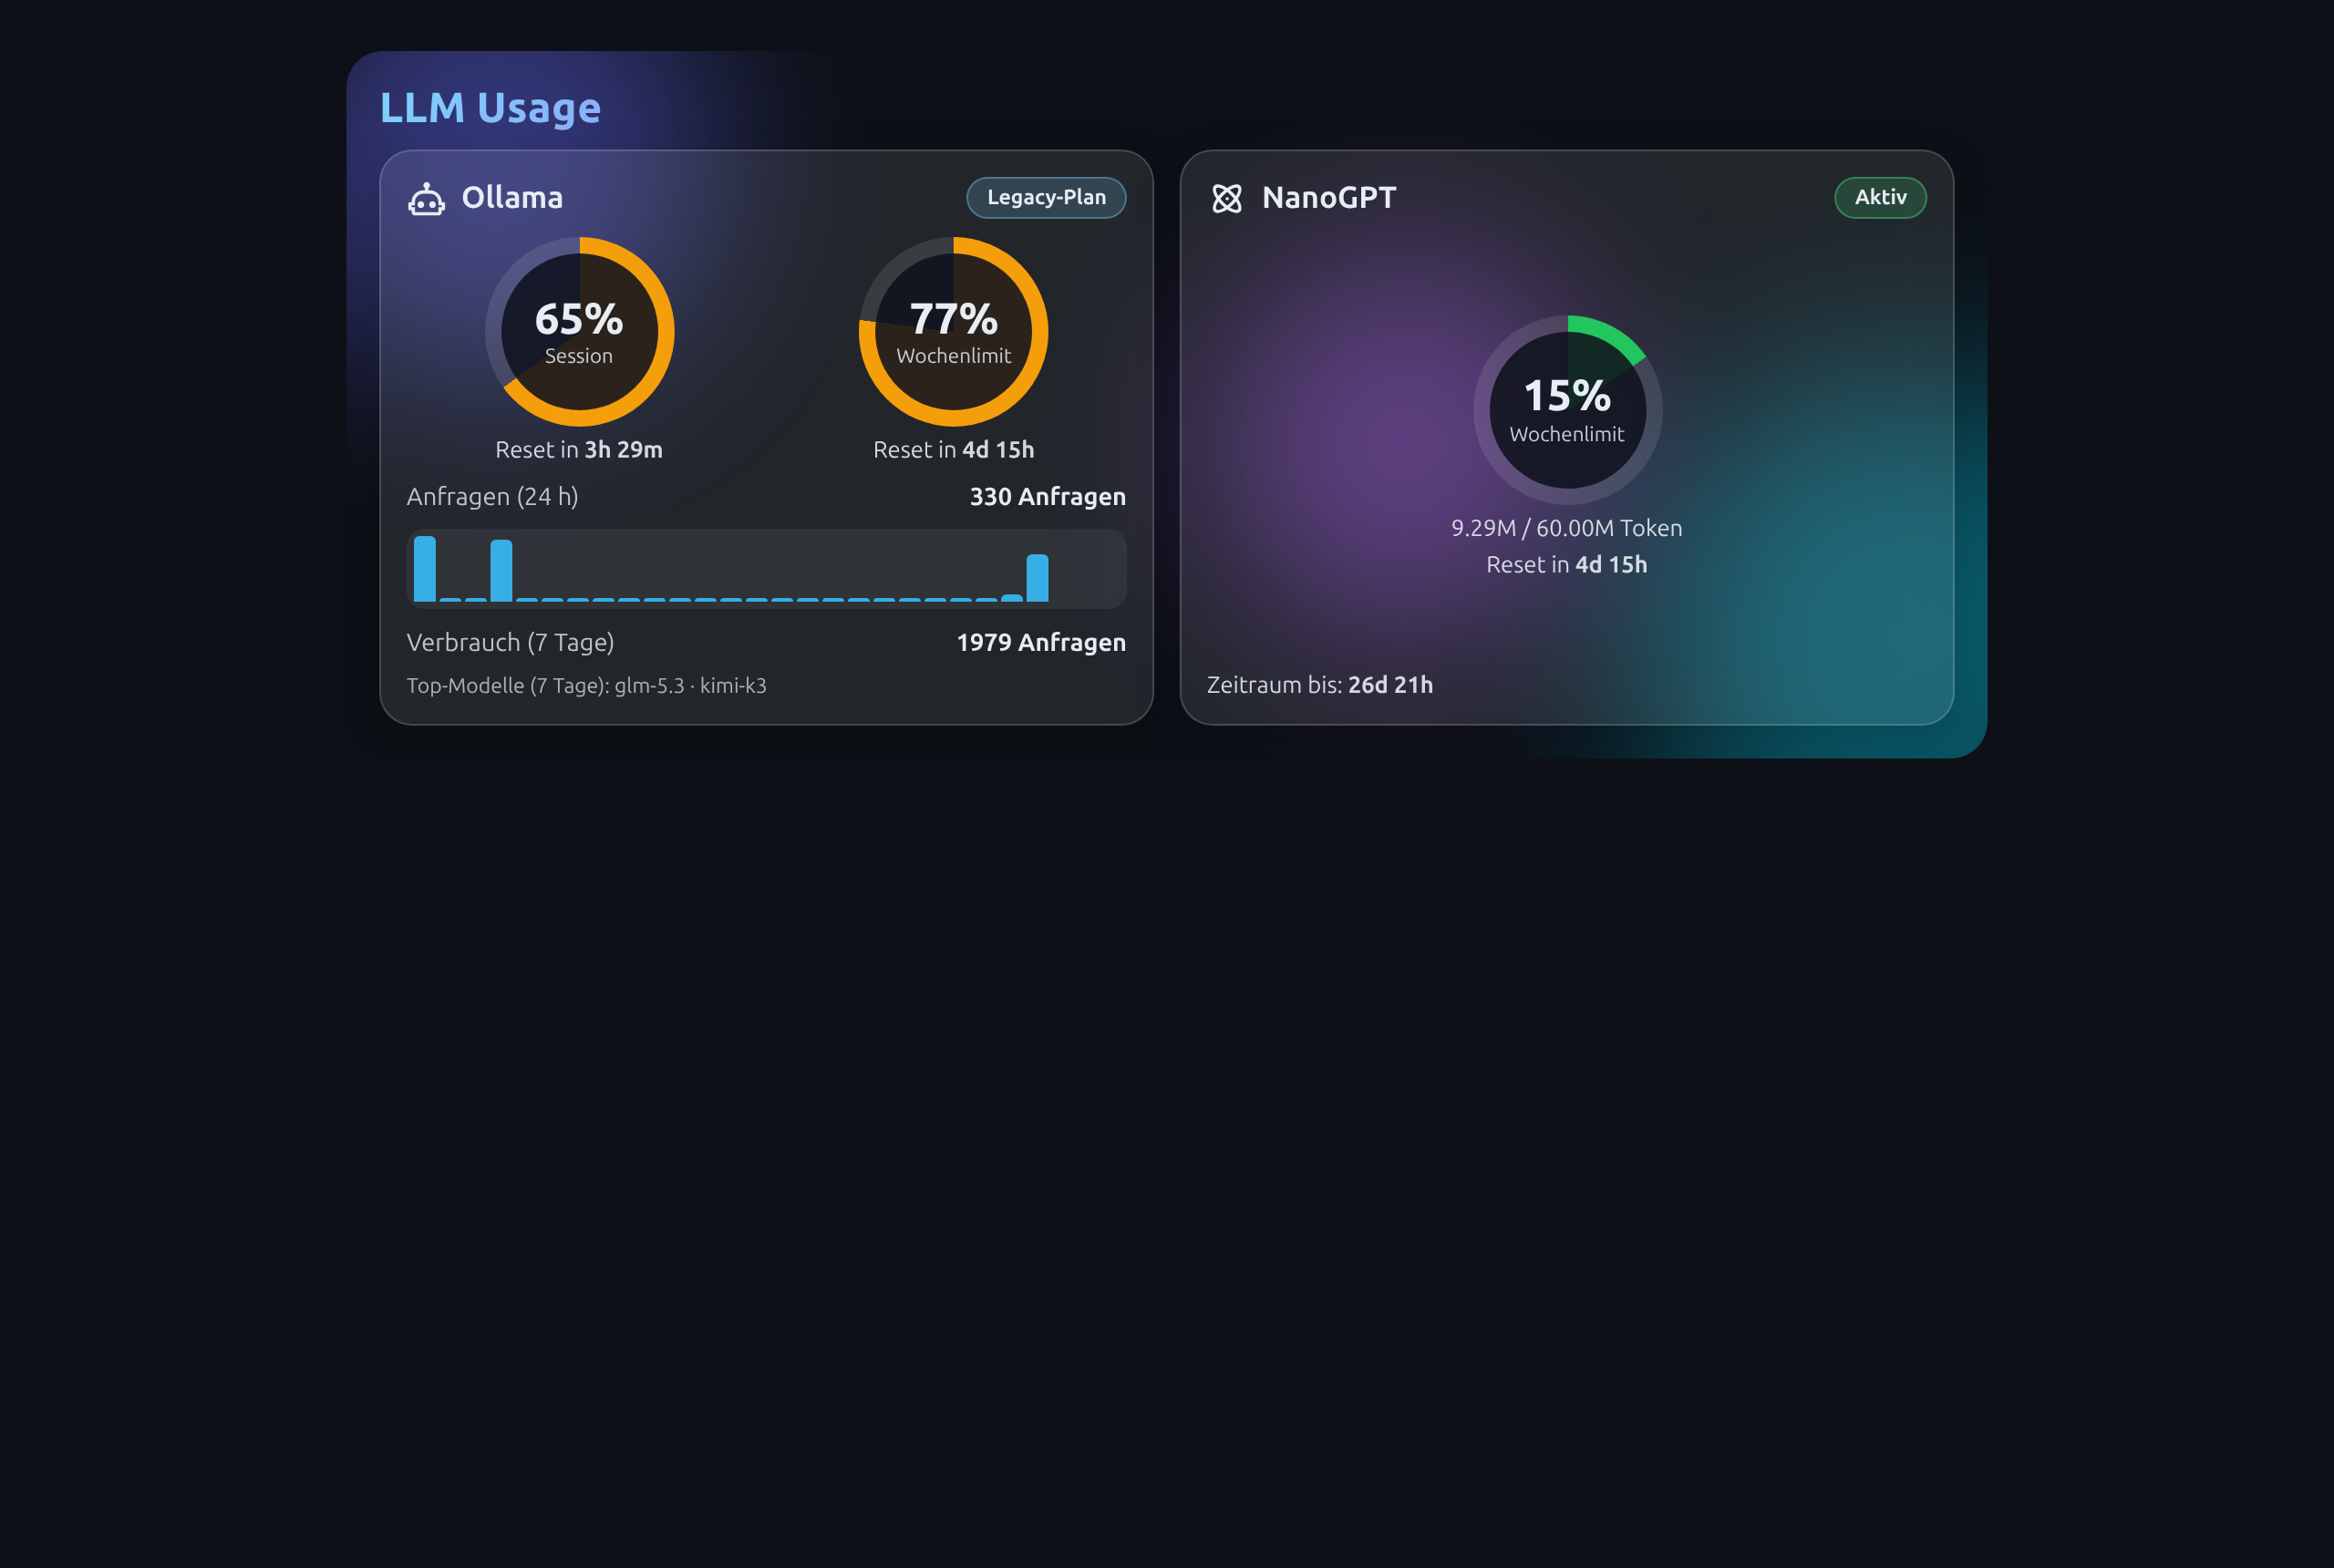 LLM Usage
Ollama
Legacy-Plan
65%
Session
Reset in 3h 29m
77%
Wochenlimit
Reset in 4d 15h
Anfragen (24 h)
330 Anfragen
Verbrauch (7 Tage)
1979 Anfragen
Top-Modelle (7 Tage): glm-5.3 · kimi-k3
NanoGPT
Aktiv
15%
Wochenlimit
9.29M / 60.00M Token
Reset in 4d 15h
Zeitraum bis: 26d 21h